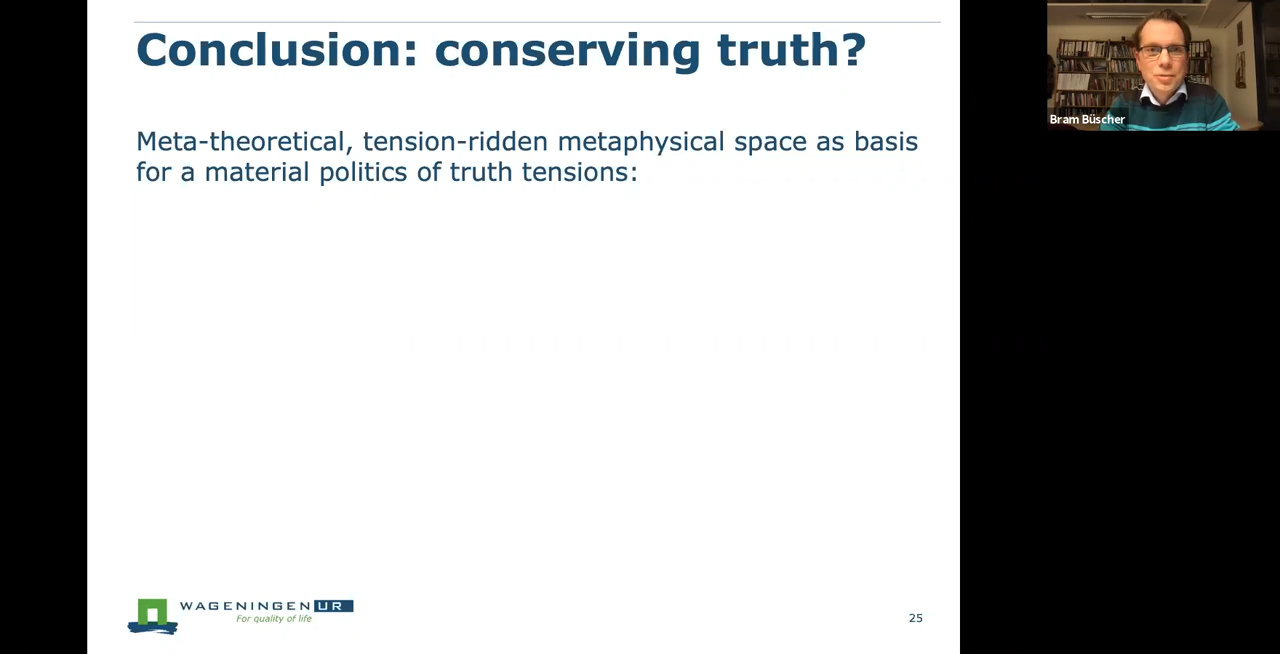 Conclusion: conserving truth?
Meta-theoretical, tension-ridden metaphysical space as basis
for a material politics of truth tensions:
Bram Büscher
WAGENINGEN UR
For quality of life
25